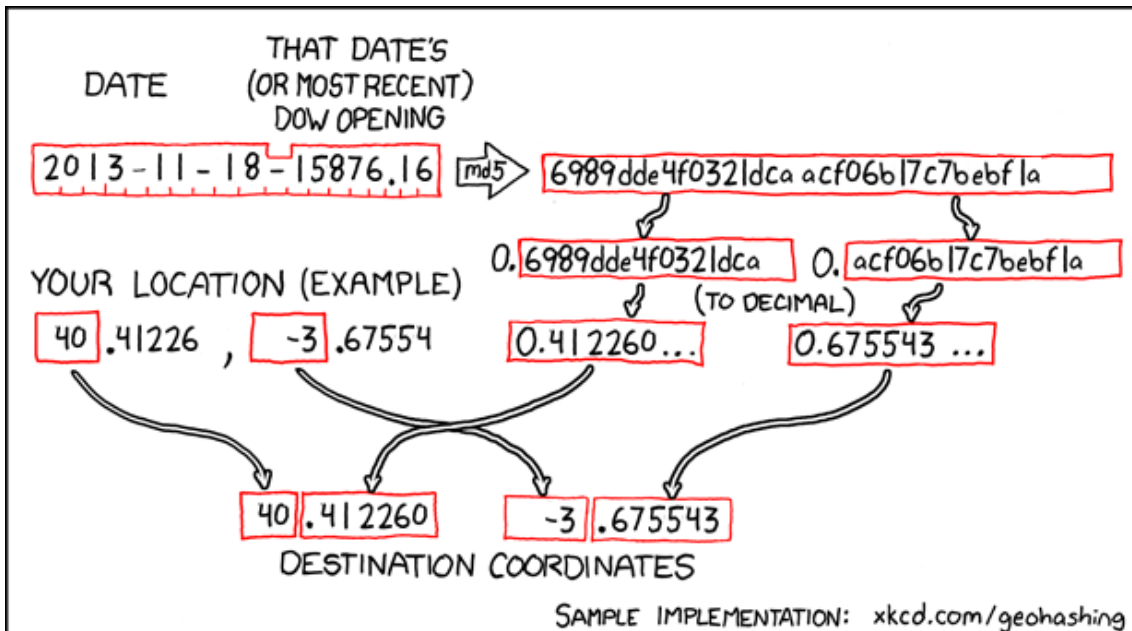 DATE
THAT DATE'S
(OR MOST RECENT)
DOW OPENING
2013-11-18-15876.16
md5
6989dde4f0321dca acf06b17c7bebf1a
0.6989dde4f0321dca
0.acf06b17c7bebf1a
YOUR LOCATION (EXAMPLE)
(TO DECIMAL)
40.41226, -3.67554
0.412260...
0.675543...
40.412260
-3.675543
DESTINATION COORDINATES
SAMPLE IMPLEMENTATION: xkcd.com/geohashing